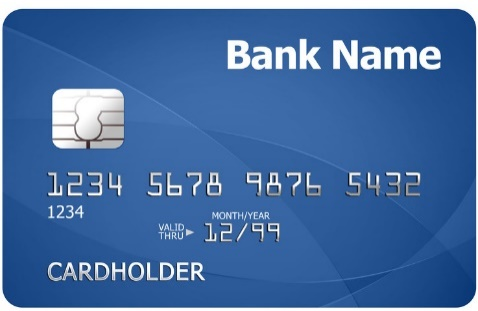 Bank Name
1234 5678 9876 5432
1234
MONTH/YEAR
VALID THRU 12/99
CARDHOLDER